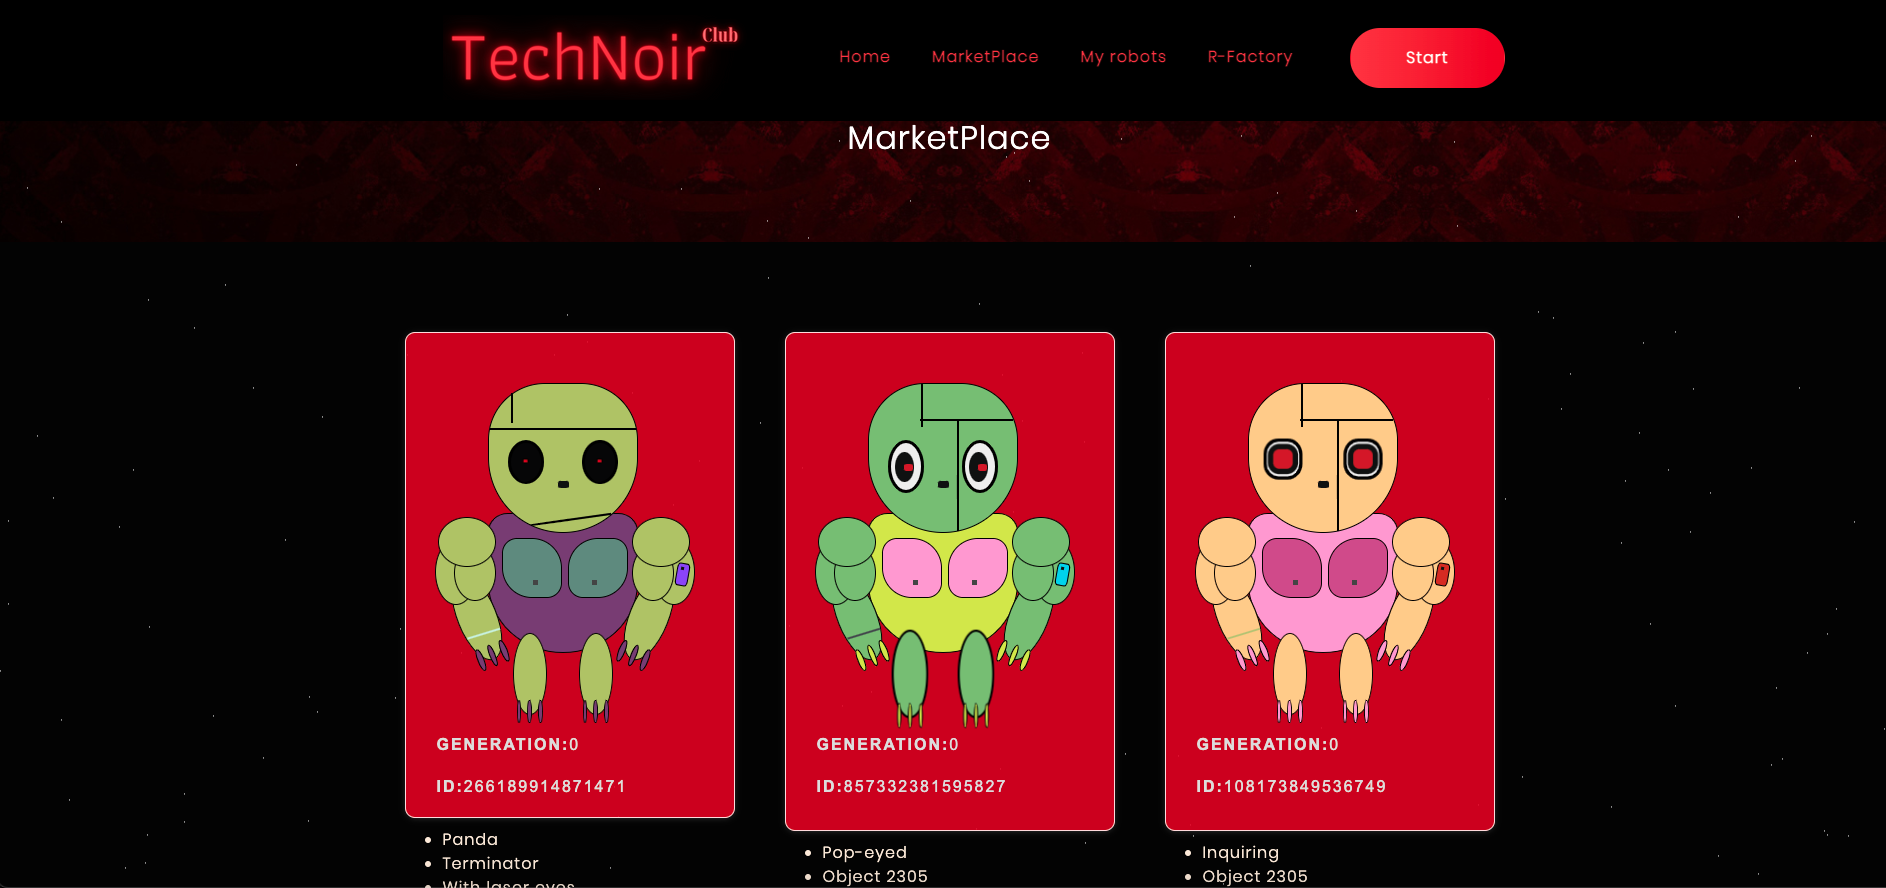 TechNoir Club
Home MarketPlace My robots R-Factory Start
MarketPlace
GENERATION:0
ID:266189914871471
Panda
Terminator
With laser eyes
GENERATION:0
ID:857332381595827
Pop-eyed
Object 2305
GENERATION:0
ID:108173849536749
Inquiring
Object 2305